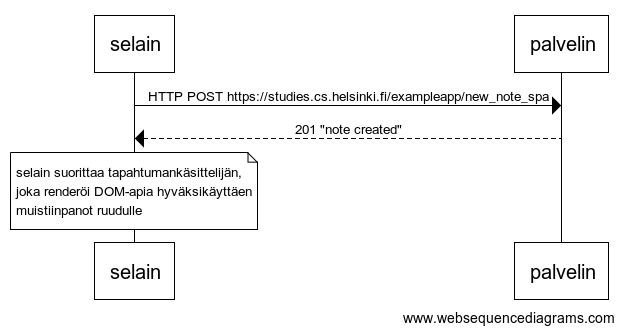 selain
palvelin
HTTP POST https://studies.cs.helsinki.fi/exampleapp/new_note_spa
201 "note created"
selain suorittaa tapahtumankäsittelijän,
joka renderöi DOM-apia hyväksikäyttäen
muistiinpanot ruudulle
selain
palvelin
www.websequencediagrams.com